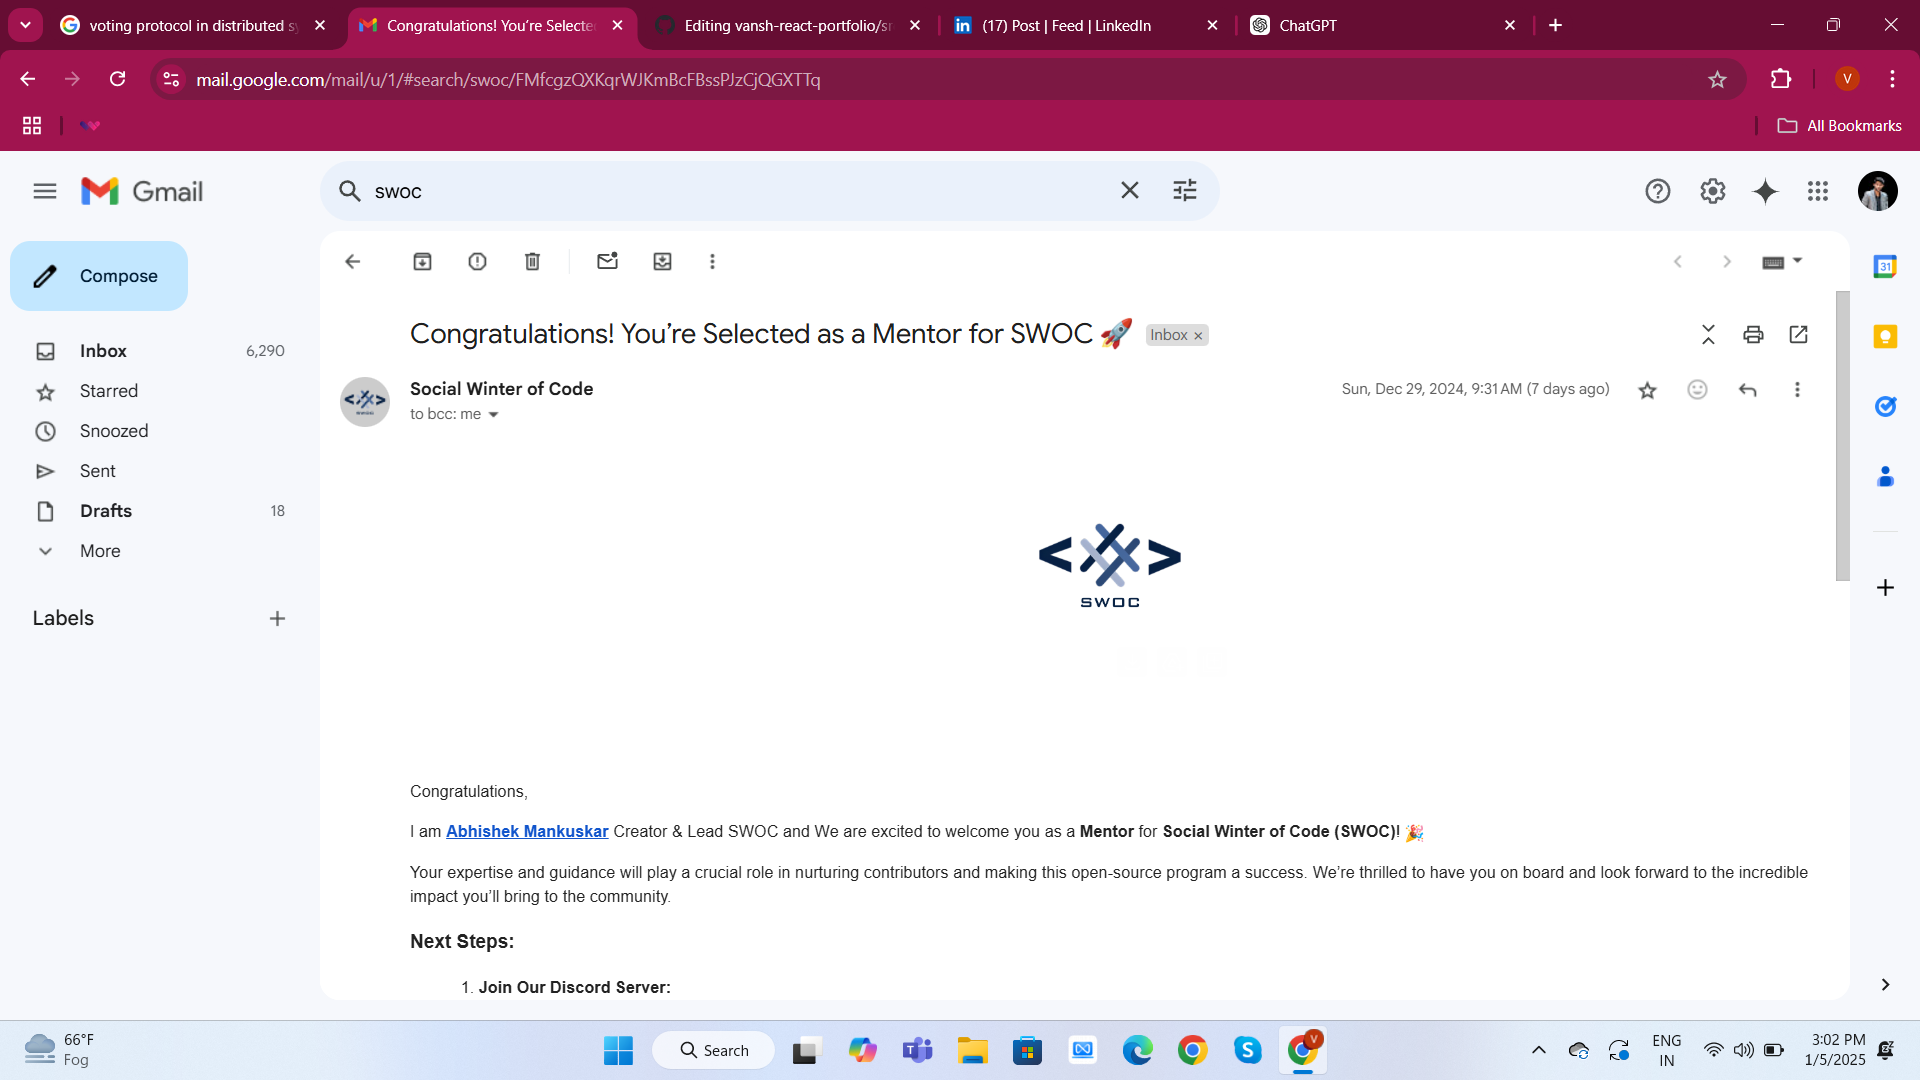 voting protocol in distributed sy
Congratulations! You’re Selected
Editing vansh-react-portfolio/sr
(17) Post | Feed | LinkedIn
ChatGPT
mail.google.com/mail/u/1/#search/swoc/FMfcgzQXKqrWJKmBcFBssPJzCjQGXTTq
V
All Bookmarks
Gmail
swoc
Compose
Inbox 6,290
Starred
Snoozed
Sent
Drafts 18
More
Labels
31
Congratulations! You’re Selected as a Mentor for SWOC 🚀 Inbox ×
Social Winter of Code
Sun, Dec 29, 2024, 9:31 AM (7 days ago)
to bcc: me
SWOC
Congratulations,
I am Abhishek Mankuskar Creator & Lead SWOC and We are excited to welcome you as a Mentor for Social Winter of Code (SWOC)! 🎉
Your expertise and guidance will play a crucial role in nurturing contributors and making this open-source program a success. We’re thrilled to have you on board and look forward to the incredible
impact you’ll bring to the community.
Next Steps:
1. Join Our Discord Server:
66°F
Fog
Search
V
ENG
IN
3:02 PM
1/5/2025